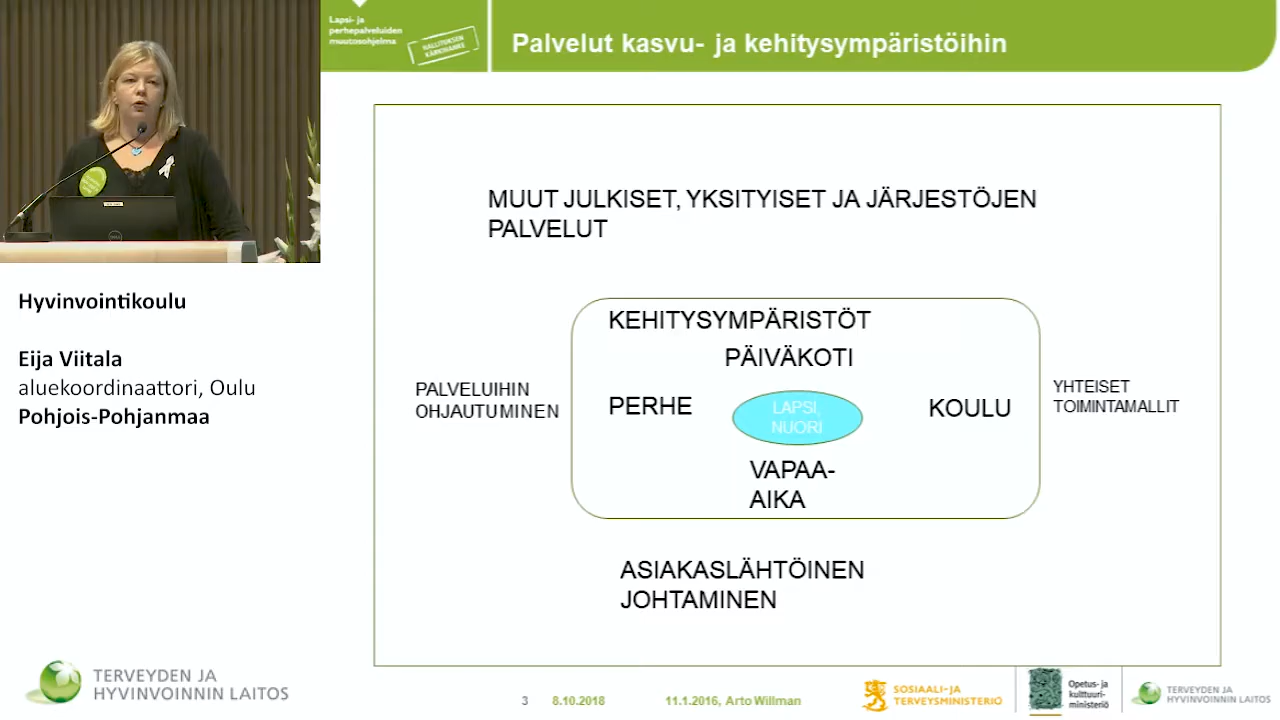 Lapsi- ja
perhepalveluiden
muutosohjelma
HALLITUKSEN
KÄRKIHANKE
Palvelut kasvu- ja kehitysympäristöihin
MUUT JULKISET, YKSITYISET JA JÄRJESTÖJEN
PALVELUT
KEHITYSYMPÄRISTÖT
PÄIVÄKOTI
PALVELUIHIN
OHJAUTUMINEN
PERHE
LAPSI,
NUORI
KOULU
YHTEISET
TOIMINTAMALLIT
VAPAA-
AIKA
ASIAKASLÄHTÖINEN
JOHTAMINEN
Hyvinvointikoulu
Eija Viitala
aluekoordinaattori, Oulu
Pohjois-Pohjanmaa
TERVEYDEN JA
HYVINVOINNIN LAITOS
3 8.10.2018 11.1.2016, Arto Willman
SOSIAALI- JA
TERVEYSMINISTERIÖ
Opetus- ja
kulttuuri-
ministeriö
TERVEYDEN JA
HYVINVOINNIN LAITOS